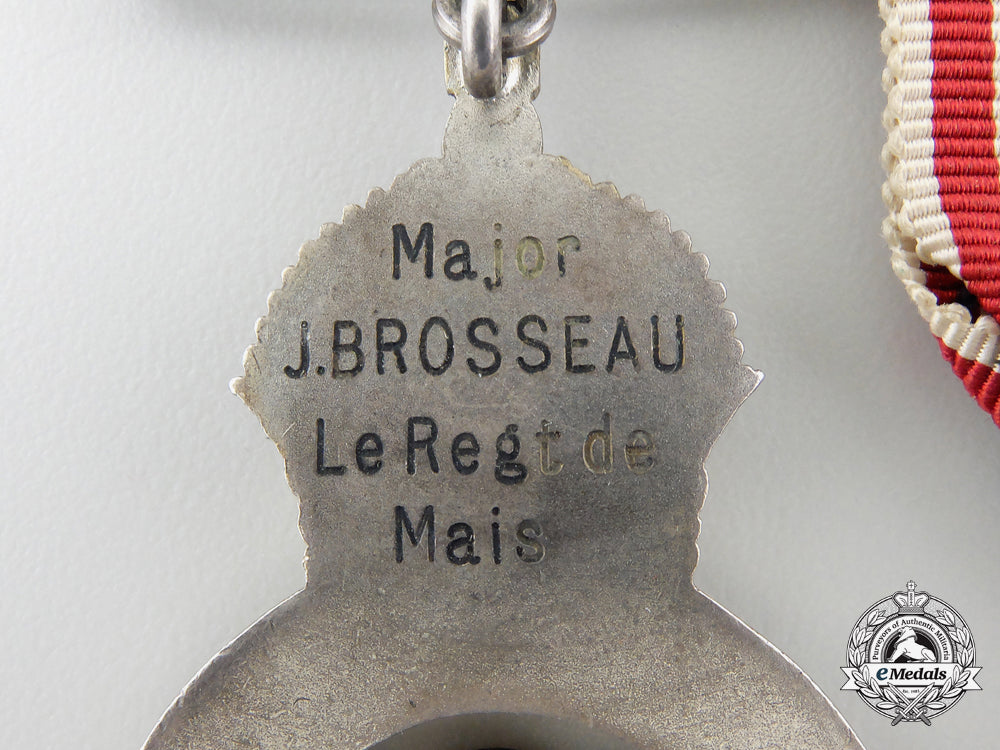 Major
J.BROSSEAU
Le Regt de
Mais
Purveyors of Authentic Militaria
eMedals